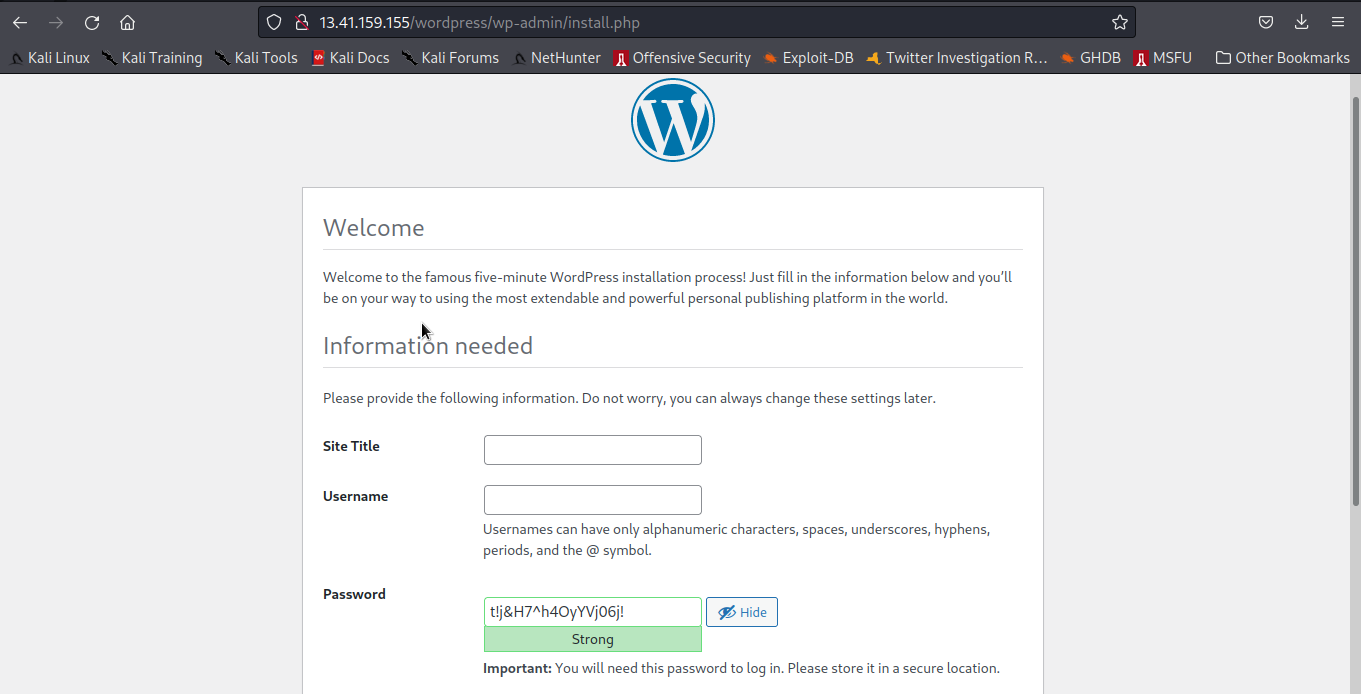 13.41.159.155/wordpress/wp-admin/install.php
Kali Linux Kali Training Kali Tools Kali Docs Kali Forums NetHunter Offensive Security Exploit-DB Twitter Investigation R... GHDB MSFU Other Bookmarks
Welcome
Welcome to the famous five-minute WordPress installation process! Just fill in the information below and you’ll
be on your way to using the most extendable and powerful personal publishing platform in the world.
Information needed
Please provide the following information. Do not worry, you can always change these settings later.
Site Title
Username
Usernames can have only alphanumeric characters, spaces, underscores, hyphens,
periods, and the @ symbol.
Password
t!j&H7^h4OyYVj06j! Hide
Strong
Important: You will need this password to log in. Please store it in a secure location.